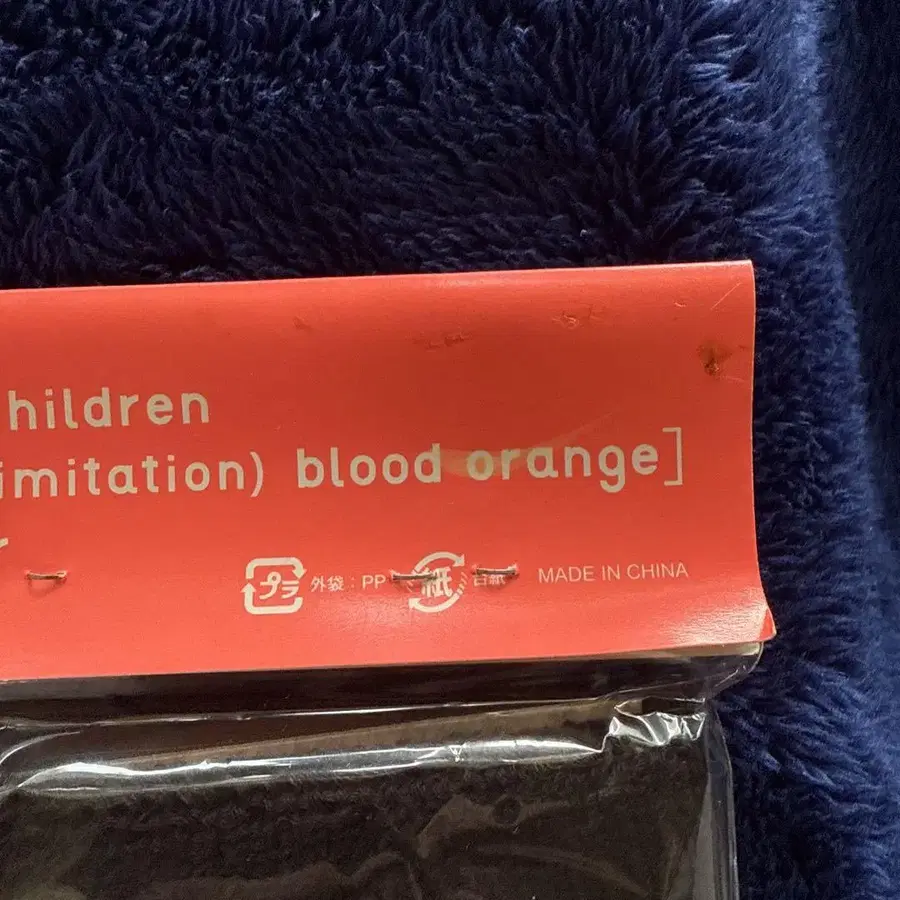 hildren
imitation) blood orange]
プラ 外袋：PP 紙 台紙 MADE IN CHINA